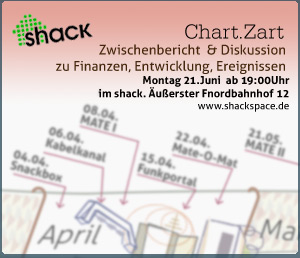 shack
Chart.Zart
Zwischenbericht & Diskussion
zu Finanzen, Entwicklung, Ereignissen
Montag 21.Juni ab 19:00Uhr
im shack. Äußerster Fnordbahnhof 12
www.shackspace.de
08.04.
MATE I
06.04.
Kabelkanal
04.04.
Snackbox
22.04.
Mate-O-Mat
15.04.
Funkportal
21.05.
MATE II
April